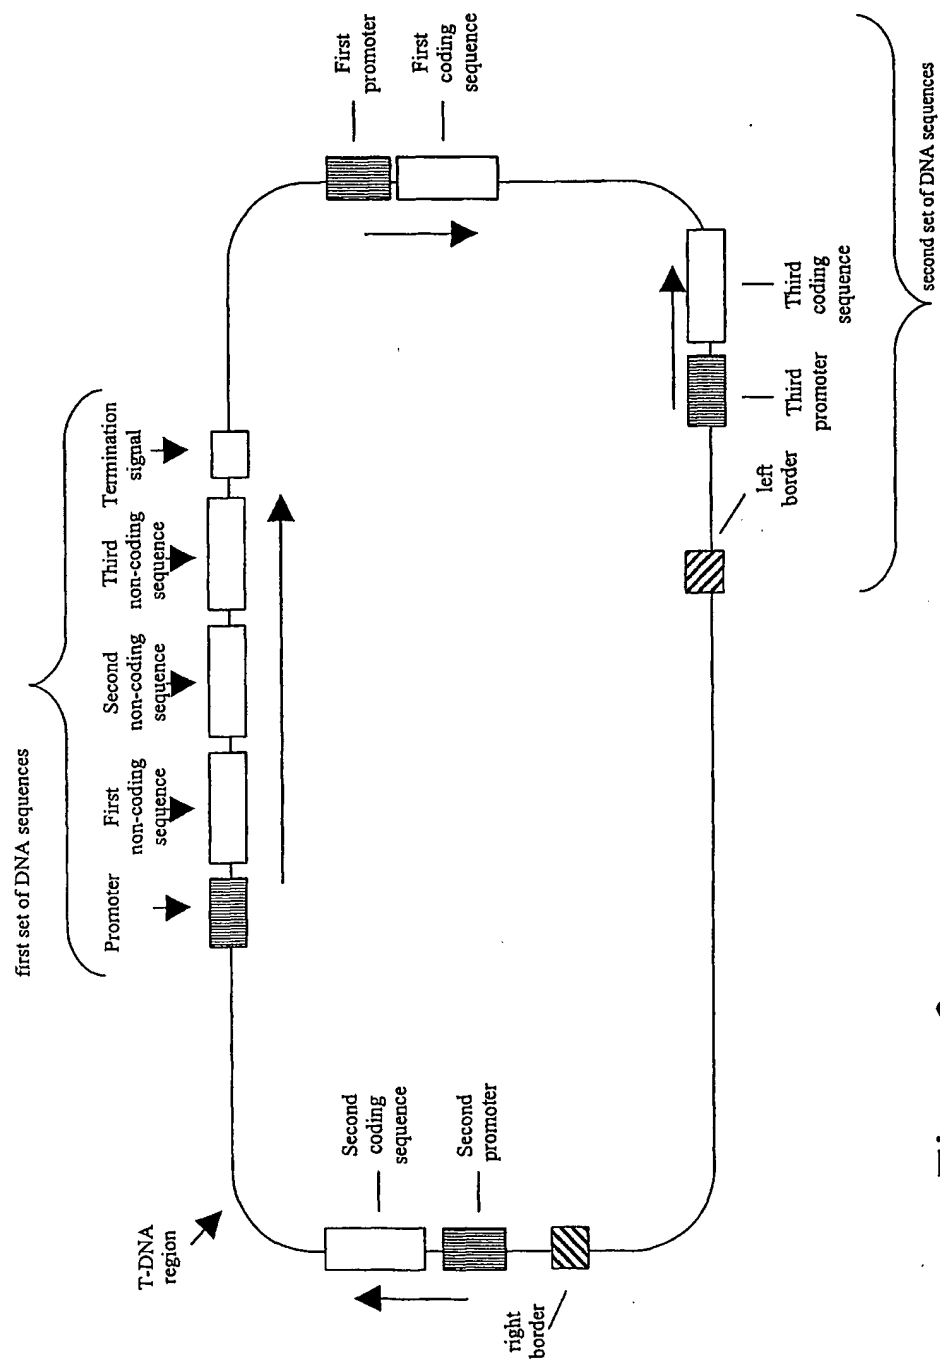 first set of DNA sequences
Promoter
First
non-coding
sequence
Second
non-coding
sequence
Third
non-coding
sequence
Termination
signal
T-DNA
region
Second
coding
sequence
Second
promoter
First
promoter
First
coding
sequence
right
border
left
border
Third
promoter
Third
coding
sequence
second set of DNA sequences